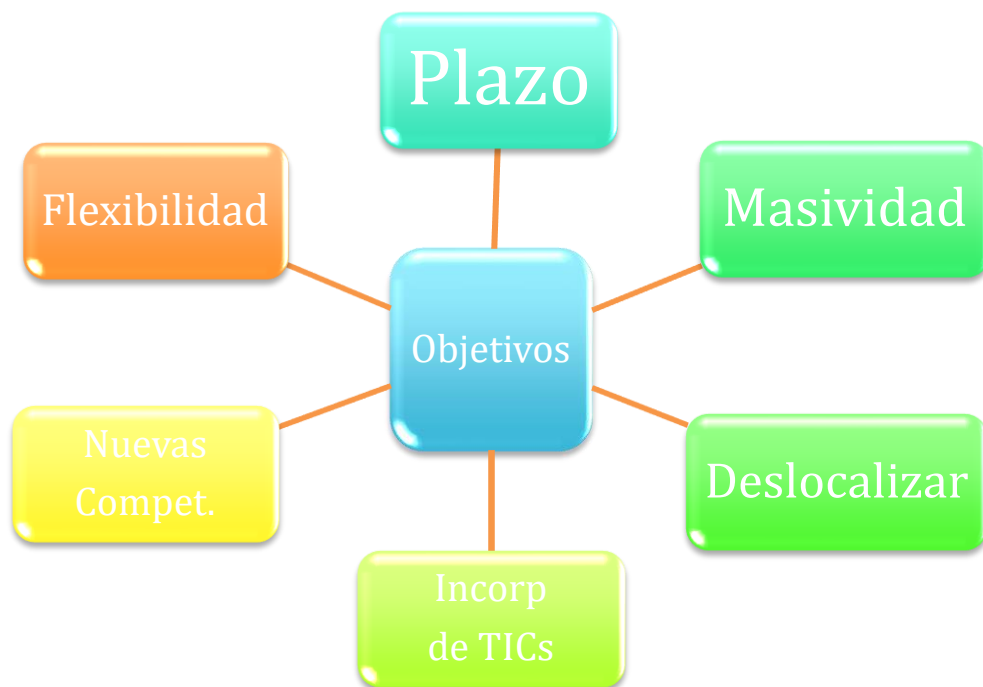 Plazo
Flexibilidad
Masividad
Objetivos
Nuevas
Compet.
Deslocalizar
Incorp
de TICs